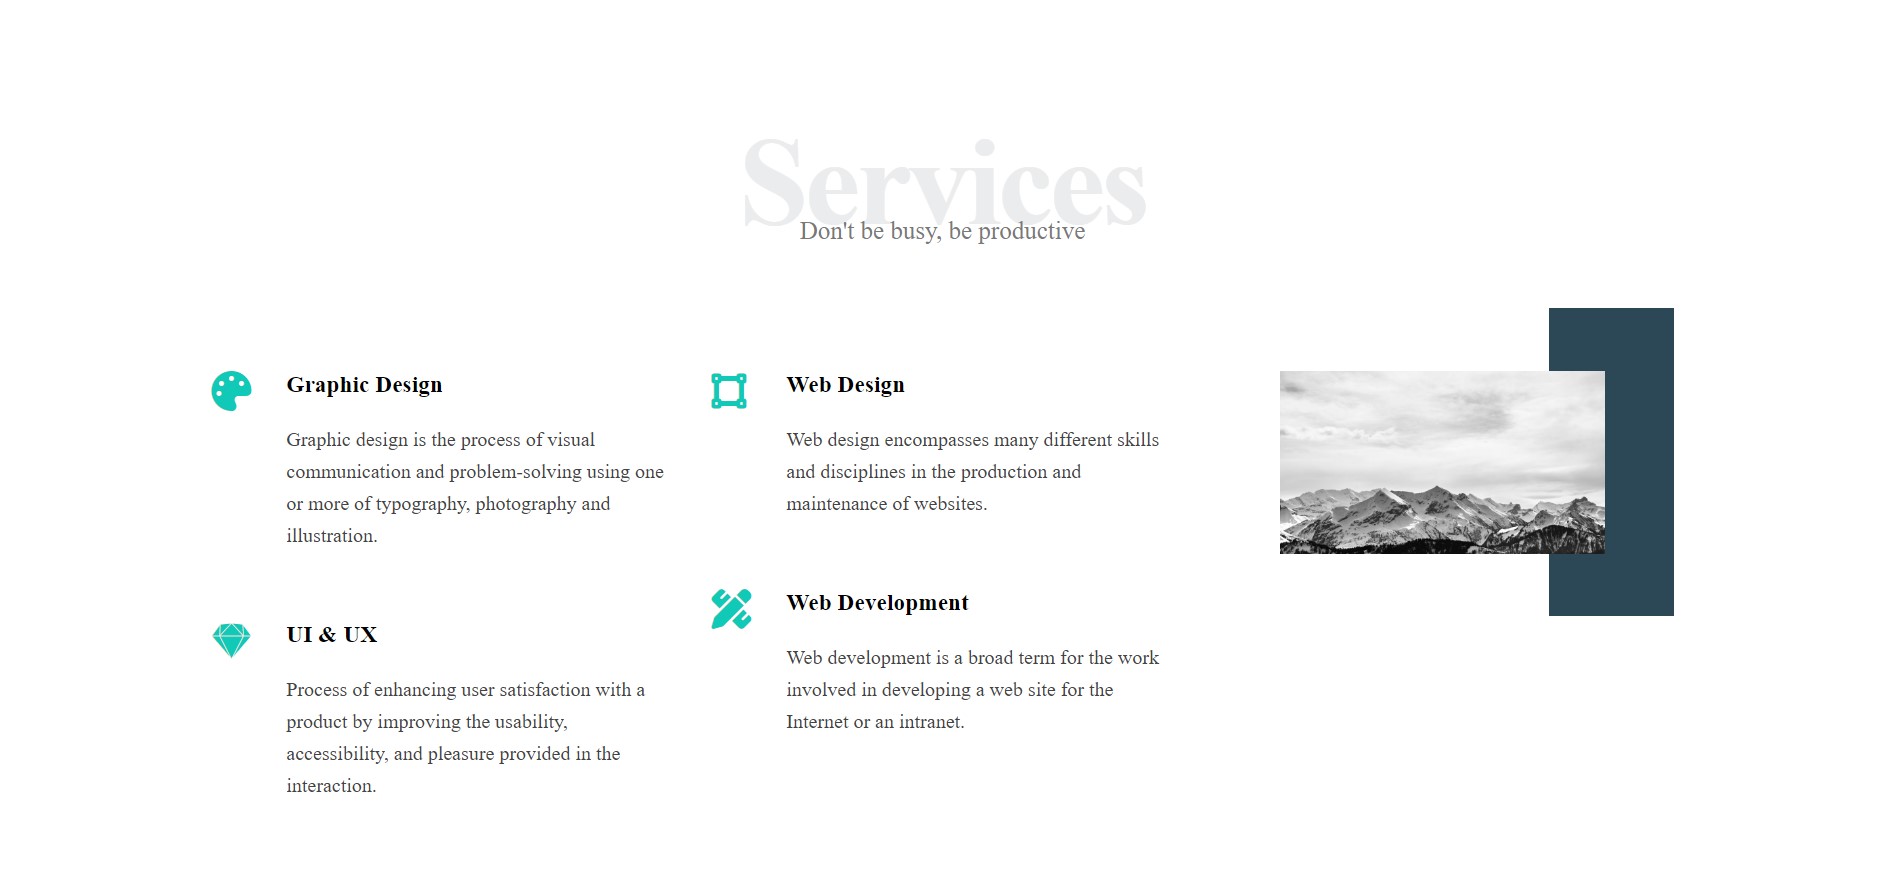 Services
Don't be busy, be productive
Graphic Design
Graphic design is the process of visual
communication and problem-solving using one
or more of typography, photography and
illustration.
UI & UX
Process of enhancing user satisfaction with a
product by improving the usability,
accessibility, and pleasure provided in the
interaction.
Web Design
Web design encompasses many different skills
and disciplines in the production and
maintenance of websites.
Web Development
Web development is a broad term for the work
involved in developing a web site for the
Internet or an intranet.